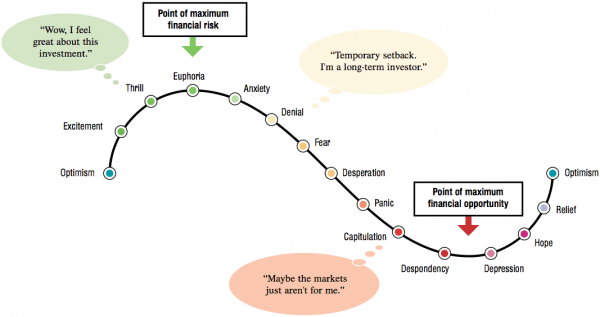 Point of maximum
financial risk
“Wow, I feel
great about this
investment.”
“Temporary setback.
I'm a long-term investor.”
Euphoria
Thrill
Anxiety
Denial
Excitement
Fear
Optimism
Desperation
Optimism
Point of maximum
financial opportunity
Panic
Relief
Capitulation
Hope
Despondency
Depression
“Maybe the markets
just aren't for me.”